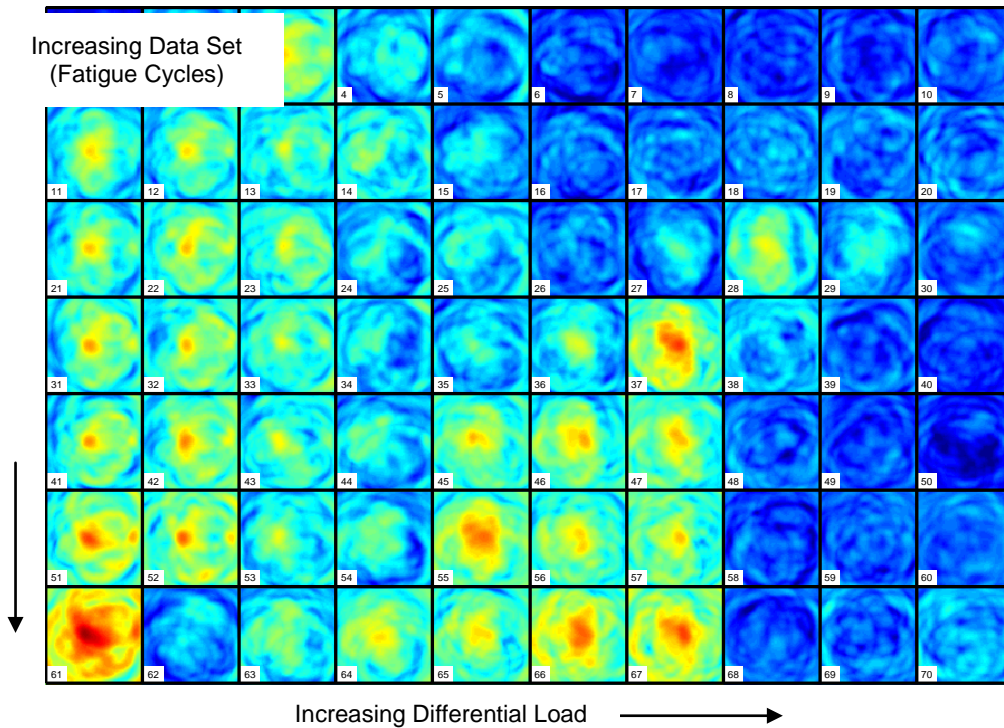 Increasing Data Set
(Fatigue Cycles)
4 5 6 7 8 9 10
11 12 13 14 15 16 17 18 19 20
21 22 23 24 25 26 27 28 29 30
31 32 33 34 35 36 37 38 39 40
41 42 43 44 45 46 47 48 49 50
51 52 53 54 55 56 57 58 59 60
61 62 63 64 65 66 67 68 69 70
Increasing Differential Load